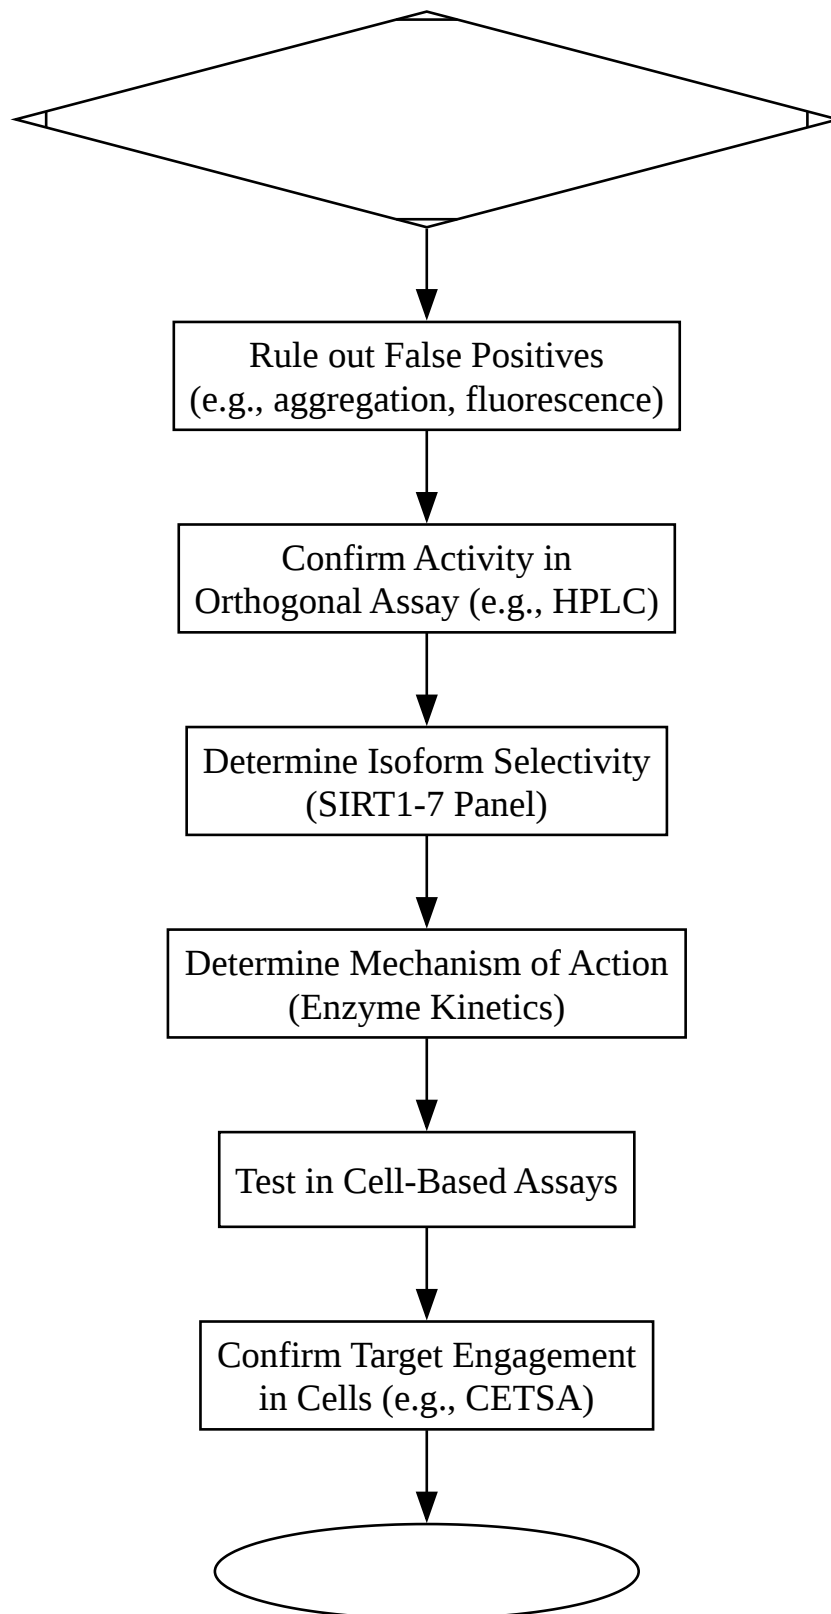 Rule out False Positives
(e.g., aggregation, fluorescence)
Confirm Activity in
Orthogonal Assay (e.g., HPLC)
Determine Isoform Selectivity
(SIRT1-7 Panel)
Determine Mechanism of Action
(Enzyme Kinetics)
Test in Cell-Based Assays
Confirm Target Engagement
in Cells (e.g., CETSA)